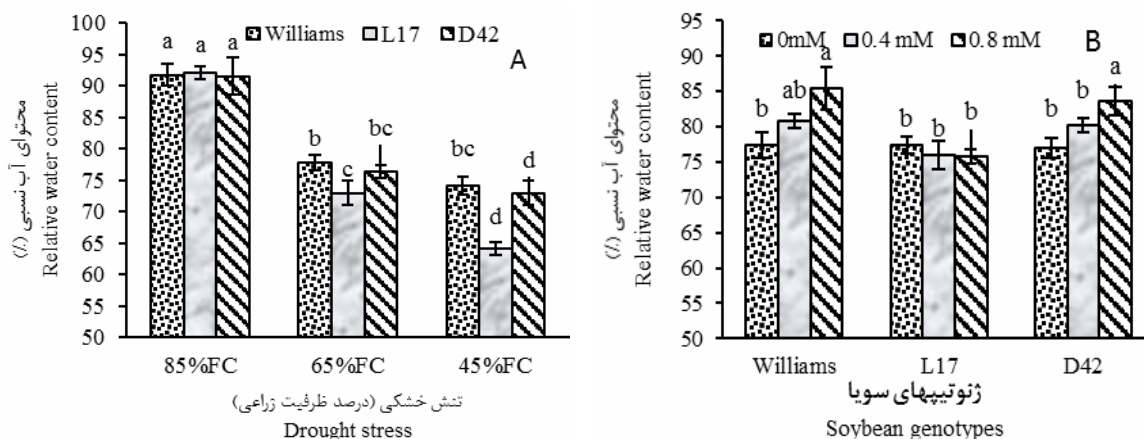 محتوای آب نسبی (٪)
Relative water content
100
95
90
85
80
75
70
65
60
55
50
Williams L17 D42
A
a a a
b c bc
bc d d
85%FC 65%FC 45%FC
تنش خشکی (درصد ظرفیت زراعی)
Drought stress
محتوای آب نسبی (٪)
Relative water content
95
90
85
80
75
70
65
60
55
50
0mM 0.4 mM 0.8 mM
B
b ab a
b b b
b b a
Williams L17 D42
ژنوتیپهای سویا
Soybean genotypes